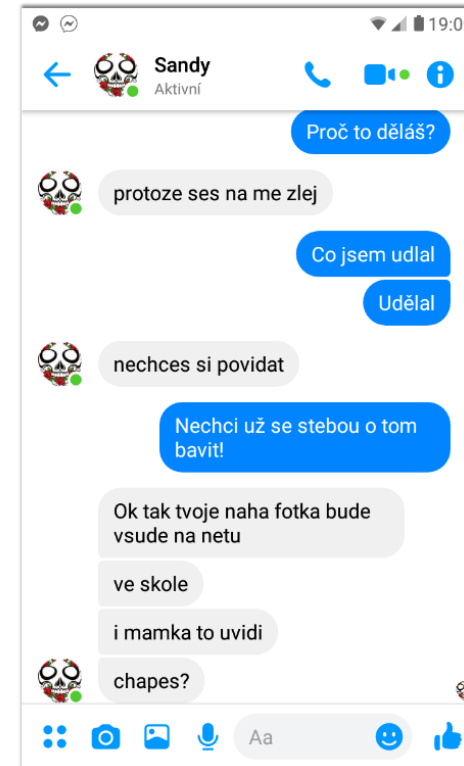 19:0
Sandy
Aktivní
Proč to děláš?
protoze ses na me zlej
Co jsem udlal
Udělal
nechces si povidat
Nechci už se stebou o tom
bavit!
Ok tak tvoje naha fotka bude
vsude na netu
ve skole
i mamka to uvidi
chapes?
Aa